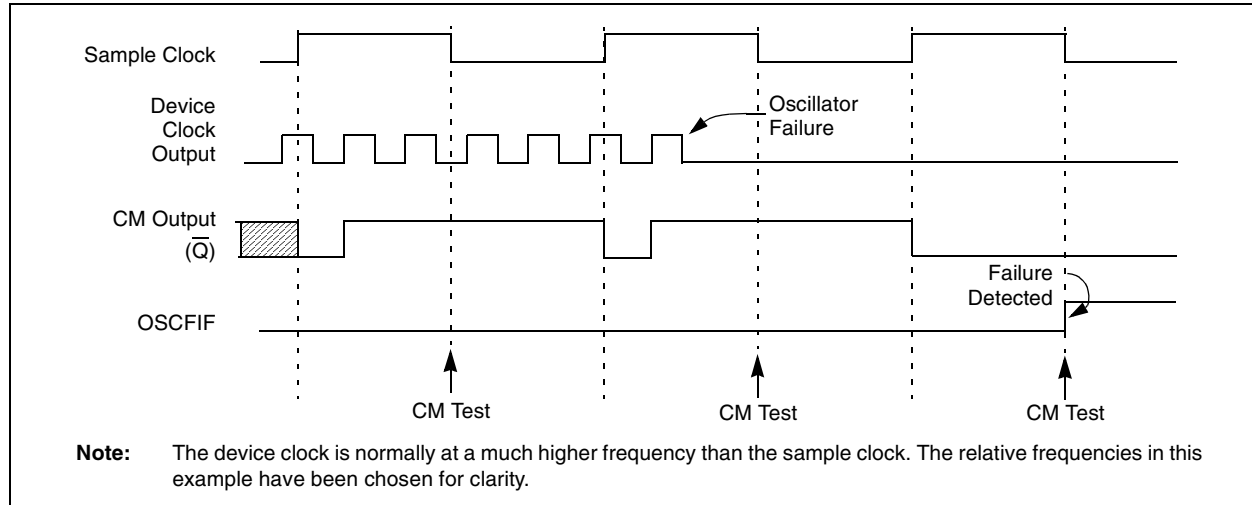 Sample Clock
Device
Clock
Output
Oscillator
Failure
CM Output
(Q̅)
Failure
Detected
OSCFIF
CM Test
CM Test
CM Test
Note: The device clock is normally at a much higher frequency than the sample clock. The relative frequencies in this
example have been chosen for clarity.